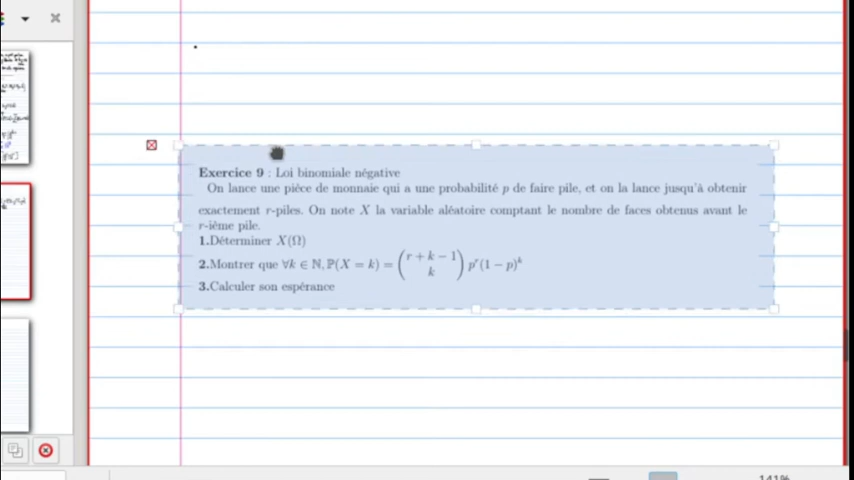 Exercice 9 : Loi binomiale négative
On lance une pièce de monnaie qui a une probabilité p de faire pile, et on la lance jusqu'à obtenir
exactement r-piles. On note X la variable aléatoire comptant le nombre de faces obtenus avant le
r-ième pile.
1.Déterminer X(Ω)
2.Montrer que ∀k ∈ ℕ, ℙ(X = k) = (r + k − 1 k) pʳ(1 − p)ᵏ
3.Calculer son espérance
141%